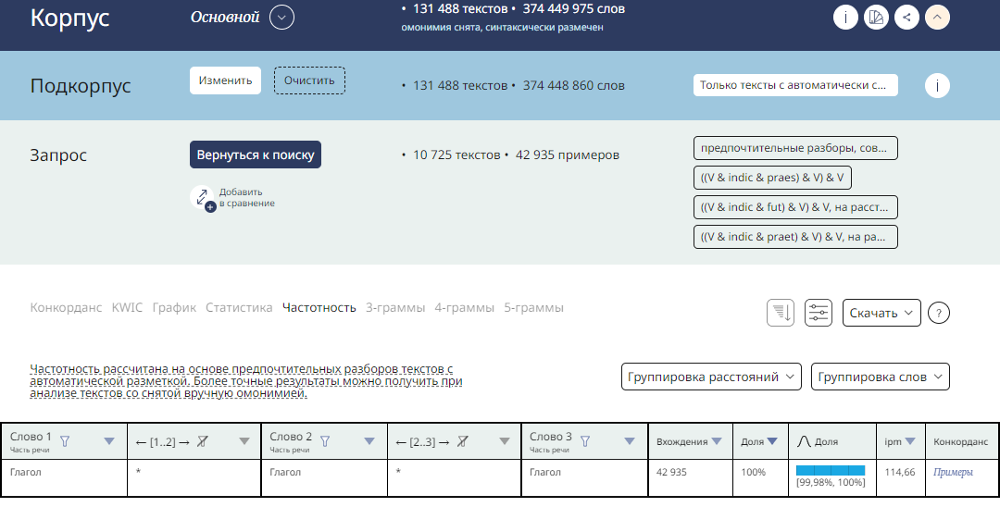 Корпус
Основной
• 131 488 текстов • 374 449 975 слов
омонимия снята, синтаксически размечен
i
Подкорпус
Изменить
Очистить
• 131 488 текстов • 374 448 860 слов
Только тексты с автоматически с...
i
Запрос
Вернуться к поиску
• 10 725 текстов • 42 935 примеров
предпочтительные разборы, сов...
((V & indic & praes) & V) & V
((V & indic & fut) & V) & V, на расст...
((V & indic & praet) & V) & V, на ра...
Добавить
в сравнение
Конкорданс KWIC График Статистика Частотность 3-граммы 4-граммы 5-граммы
Скачать
?
Частотность рассчитана на основе предпочтительных разборов текстов с
автоматической разметкой. Более точные результаты можно получить при
анализе текстов со снятой вручную омонимией.
Группировка расстояний
Группировка слов
Слово 1
Часть речи
← [1..2] →
Слово 2
Часть речи
← [2..3] →
Слово 3
Часть речи
Вхождения
Доля
Доля
ipm
Конкорданс
Глагол * Глагол * Глагол 42 935 100% [99,98%, 100%] 114,66 Примеры